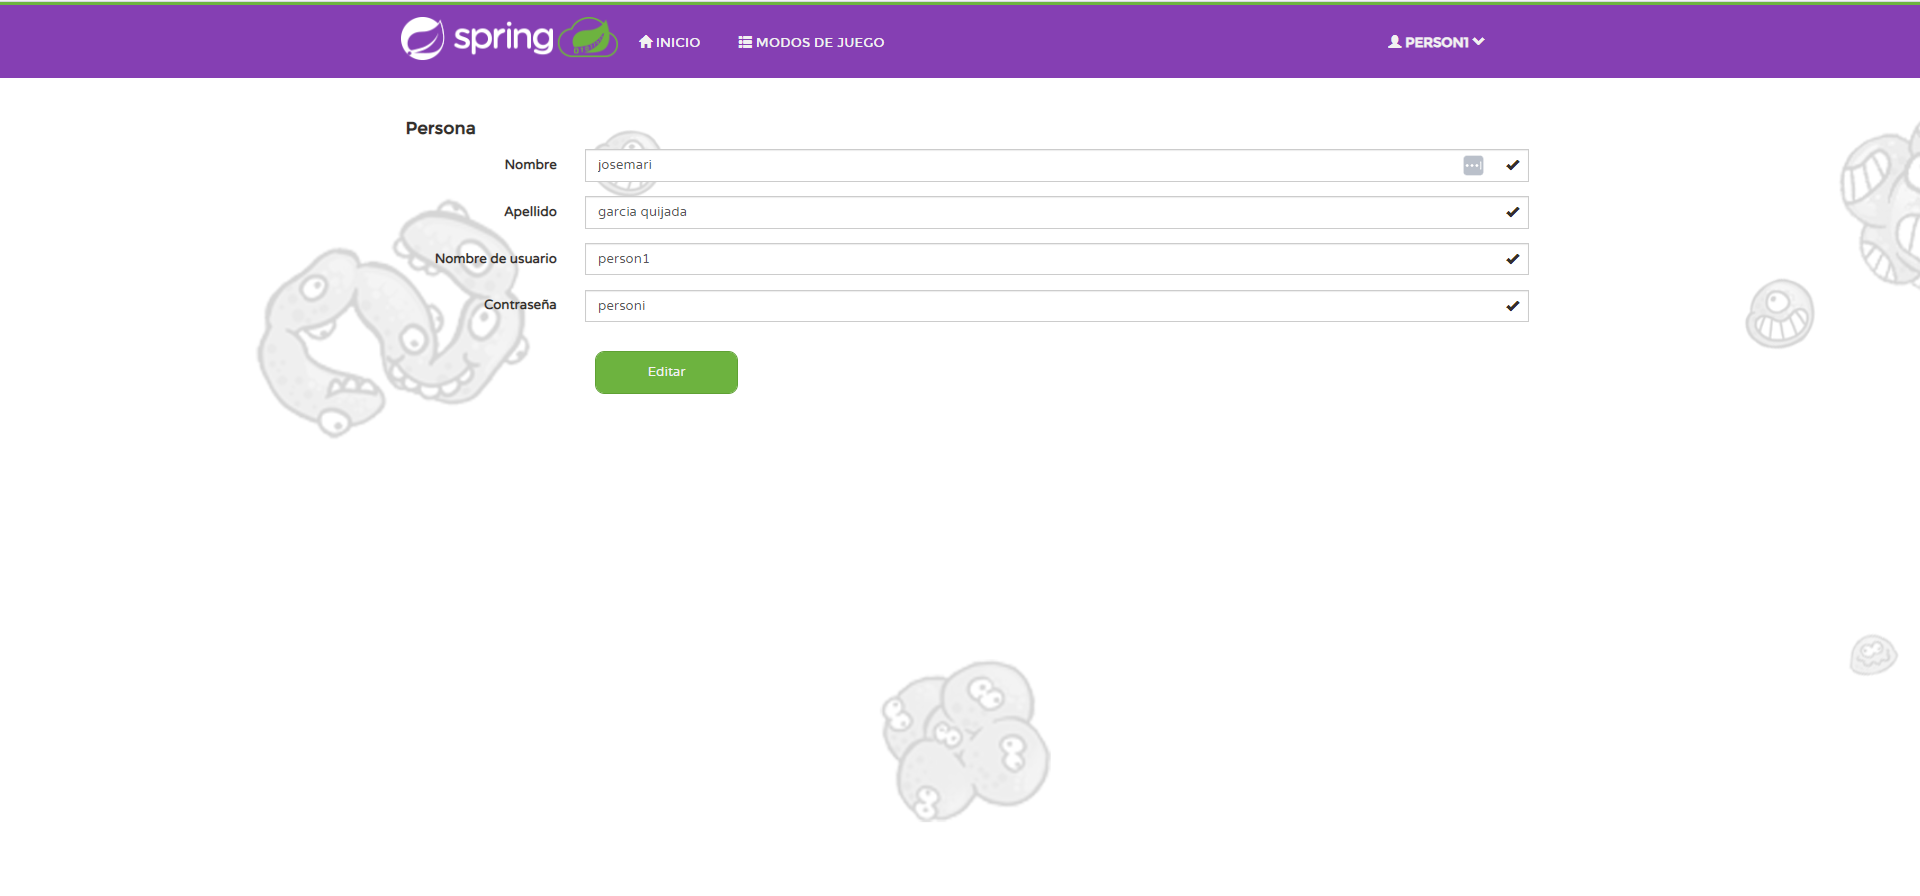 spring INICIO MODOS DE JUEGO PERSON1
Persona
Nombre josemari
Apellido garcia quijada
Nombre de usuario person1
Contraseña personi
Editar